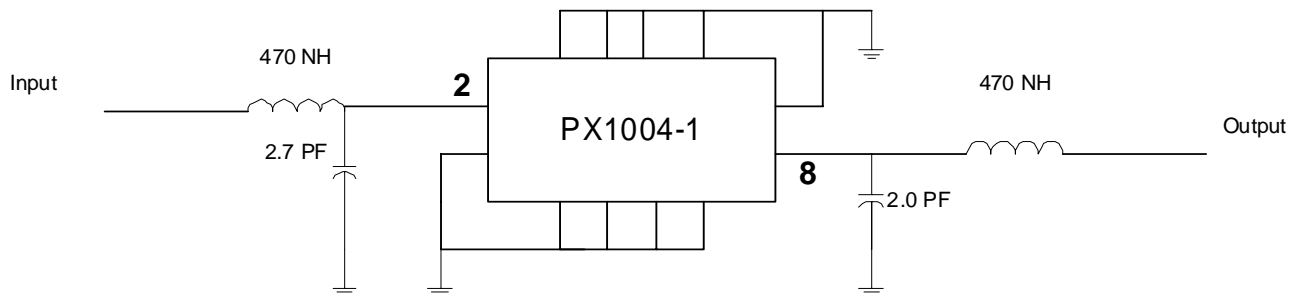 470 NH
Input
2
PX1004-1
2.7 PF
470 NH
Output
8
2.0 PF